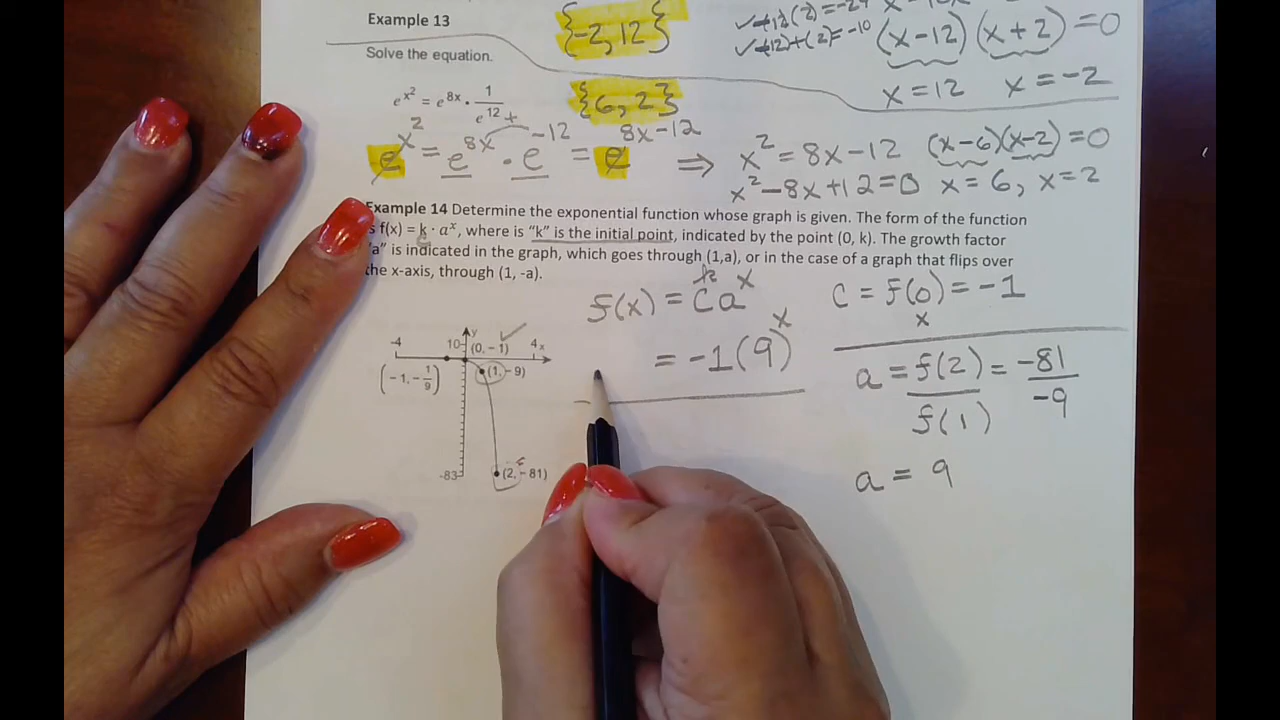 Example 13
Solve the equation.
{-2, 12}
(x-12)(x+2)=0
x=12 x=-2
e^x² = e^8x · 1/e^12
{6, 2}
e^x² = e^8x · e^-12 = e^8x-12 ⇒ x² = 8x-12 (x-6)(x-2)=0
x²-8x+12=0 x=6, x=2
Example 14 Determine the exponential function whose graph is given. The form of the function
f(x) = k · a^x, where is "k" is the initial point, indicated by the point (0, k). The growth factor
"a" is indicated in the graph, which goes through (1,a), or in the case of a graph that flips over
the x-axis, through (1, -a).
k
f(x) = Ca^x
= -1(9)^x
C = f(0) = -1
x
a = f(2)/f(1) = -81/-9
a = 9
y
-4
10
(0, -1)
4 x
(-1, -1/9)
(1, -9)
-83
(2, -81)